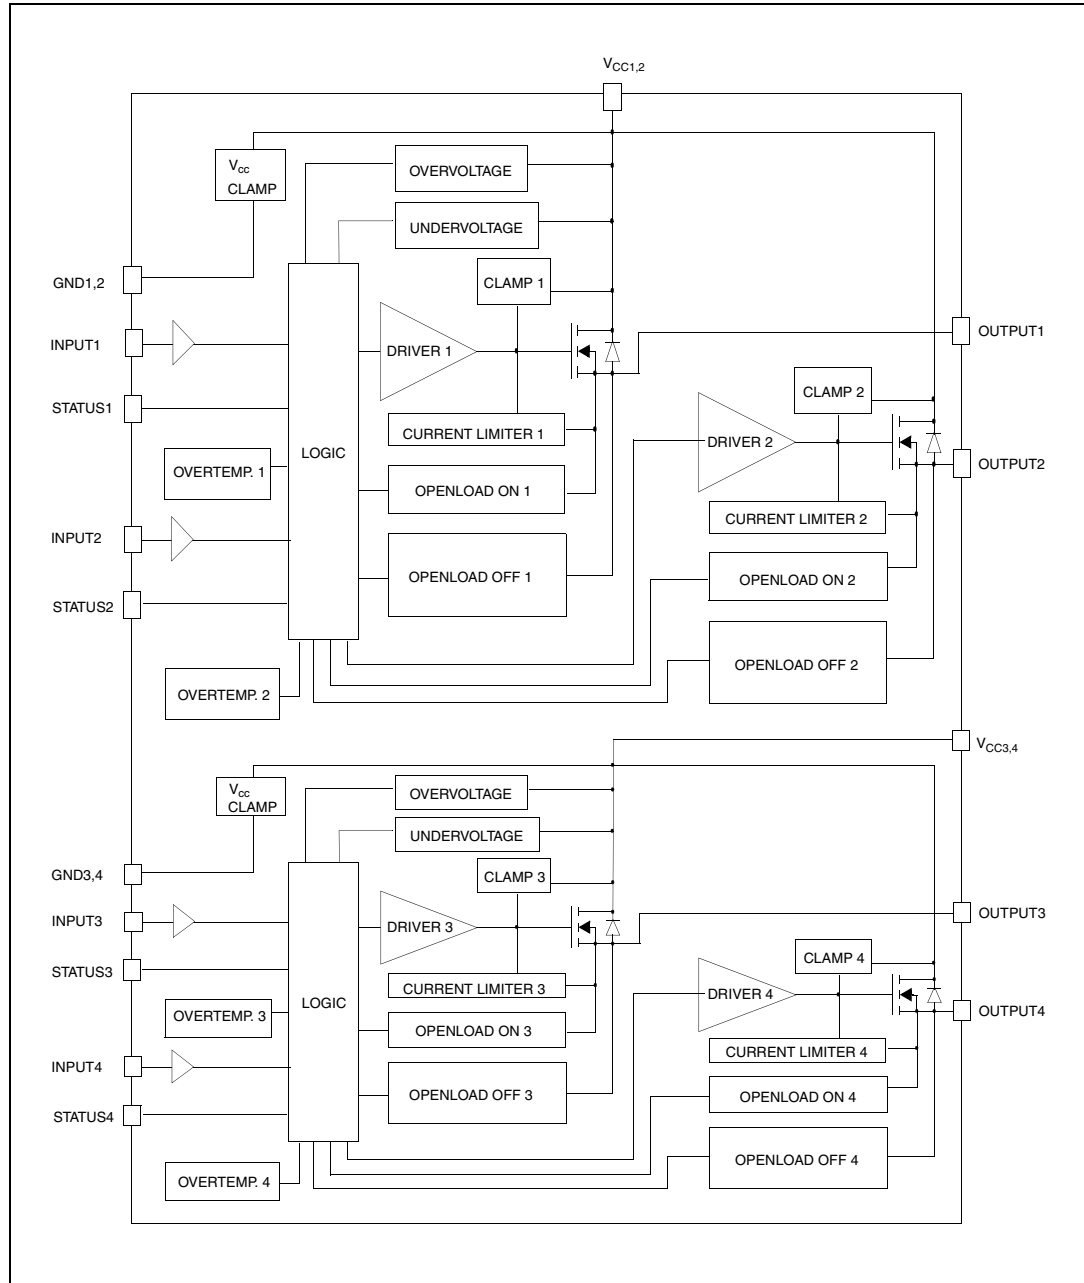 VCC1,2
Vcc
CLAMP
OVERVOLTAGE
UNDERVOLTAGE
GND1,2
CLAMP 1
INPUT1
DRIVER 1
OUTPUT1
STATUS1
CURRENT LIMITER 1
LOGIC
CLAMP 2
DRIVER 2
OVERTEMP. 1
OPENLOAD ON 1
OUTPUT2
INPUT2
CURRENT LIMITER 2
OPENLOAD OFF 1
OPENLOAD ON 2
STATUS2
OPENLOAD OFF 2
OVERTEMP. 2
VCC3,4
Vcc
CLAMP
OVERVOLTAGE
UNDERVOLTAGE
GND3,4
CLAMP 3
INPUT3
DRIVER 3
OUTPUT3
STATUS3
CURRENT LIMITER 3
LOGIC
CLAMP 4
DRIVER 4
OVERTEMP. 3
OPENLOAD ON 3
OUTPUT4
INPUT4
CURRENT LIMITER 4
OPENLOAD OFF 3
OPENLOAD ON 4
STATUS4
OPENLOAD OFF 4
OVERTEMP. 4